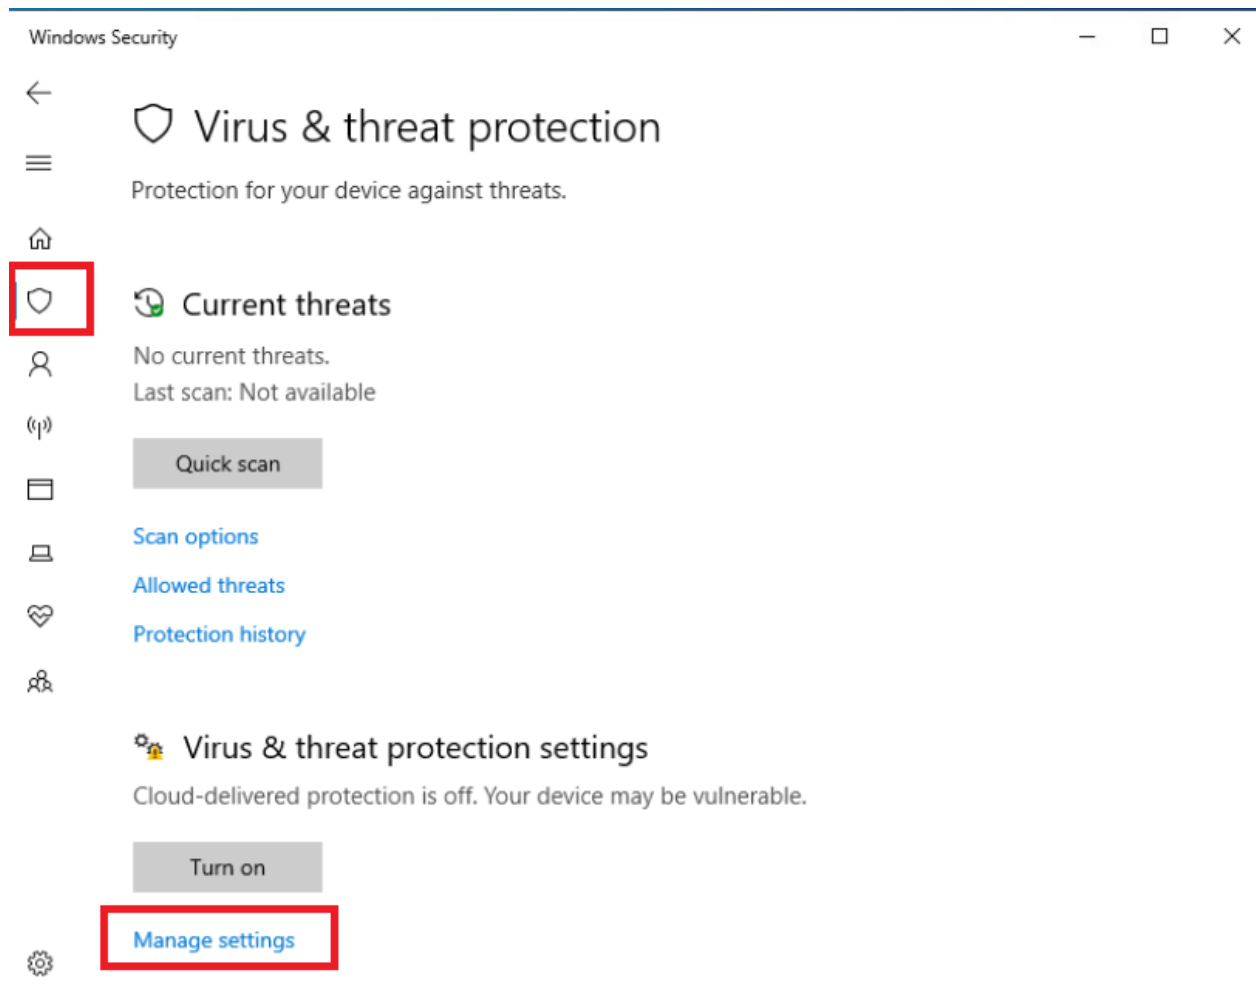 Windows Security
Virus & threat protection
Protection for your device against threats.
Current threats
No current threats.
Last scan: Not available
Quick scan
Scan options
Allowed threats
Protection history
Virus & threat protection settings
Cloud-delivered protection is off. Your device may be vulnerable.
Turn on
Manage settings